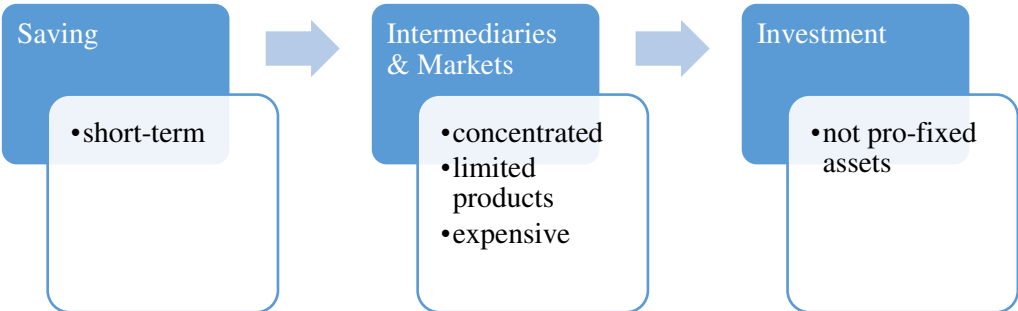 Saving
•short-term
Intermediaries
& Markets
•concentrated
•limited
products
•expensive
Investment
•not pro-fixed
assets